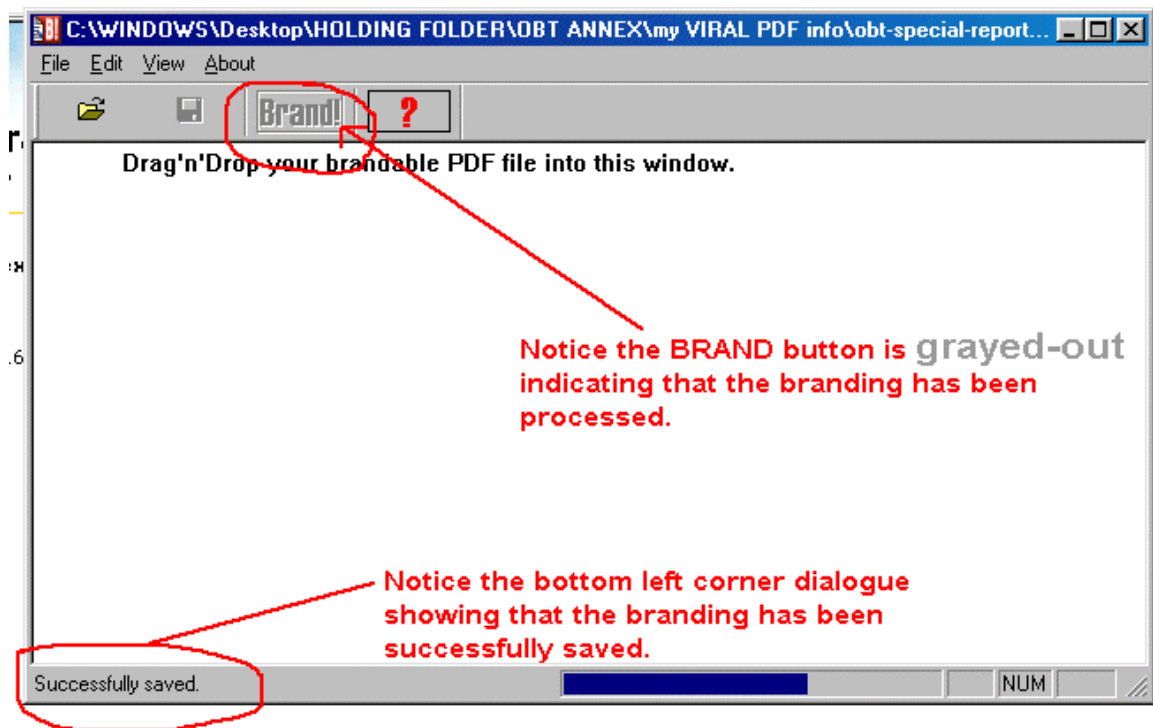 C:\WINDOWS\Desktop\HOLDING FOLDER\OBT ANNEX\my VIRAL PDF info\obt-special-report...
File Edit View About
Brand! ?
Drag'n'Drop your brandable PDF file into this window.
Notice the BRAND button is grayed-out
indicating that the branding has been
processed.
Notice the bottom left corner dialogue
showing that the branding has been
successfully saved.
Successfully saved. NUM